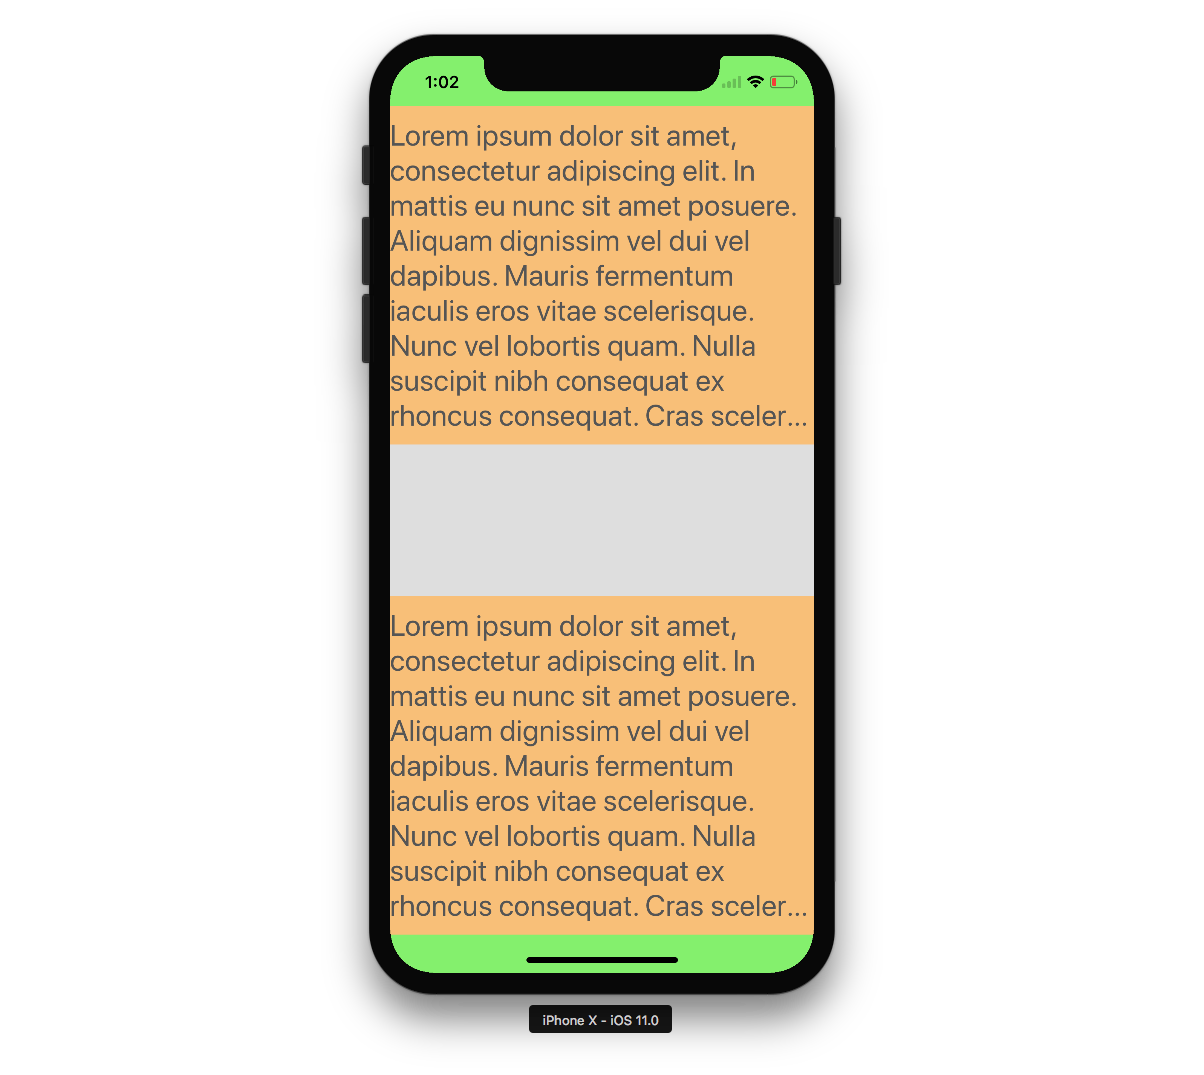 1:02
Lorem ipsum dolor sit amet,
consectetur adipiscing elit. In
mattis eu nunc sit amet posuere.
Aliquam dignissim vel dui vel
dapibus. Mauris fermentum
iaculis eros vitae scelerisque.
Nunc vel lobortis quam. Nulla
suscipit nibh consequat ex
rhoncus consequat. Cras sceler...
Lorem ipsum dolor sit amet,
consectetur adipiscing elit. In
mattis eu nunc sit amet posuere.
Aliquam dignissim vel dui vel
dapibus. Mauris fermentum
iaculis eros vitae scelerisque.
Nunc vel lobortis quam. Nulla
suscipit nibh consequat ex
rhoncus consequat. Cras sceler...
iPhone X - iOS 11.0